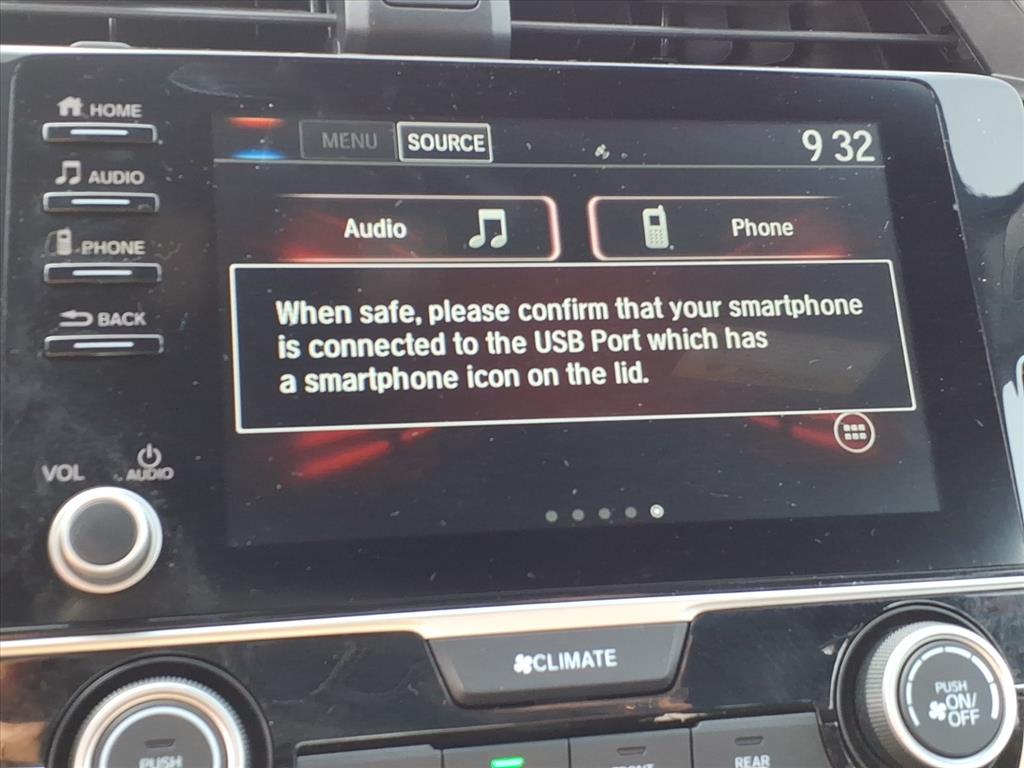 HOME
MENU SOURCE 9 32
AUDIO
Audio Phone
PHONE
When safe, please confirm that your smartphone
is connected to the USB Port which has
a smartphone icon on the lid.
BACK
VOL AUDIO
CLIMATE
PUSH
ON/
OFF
PUSH
FRONT
REAR